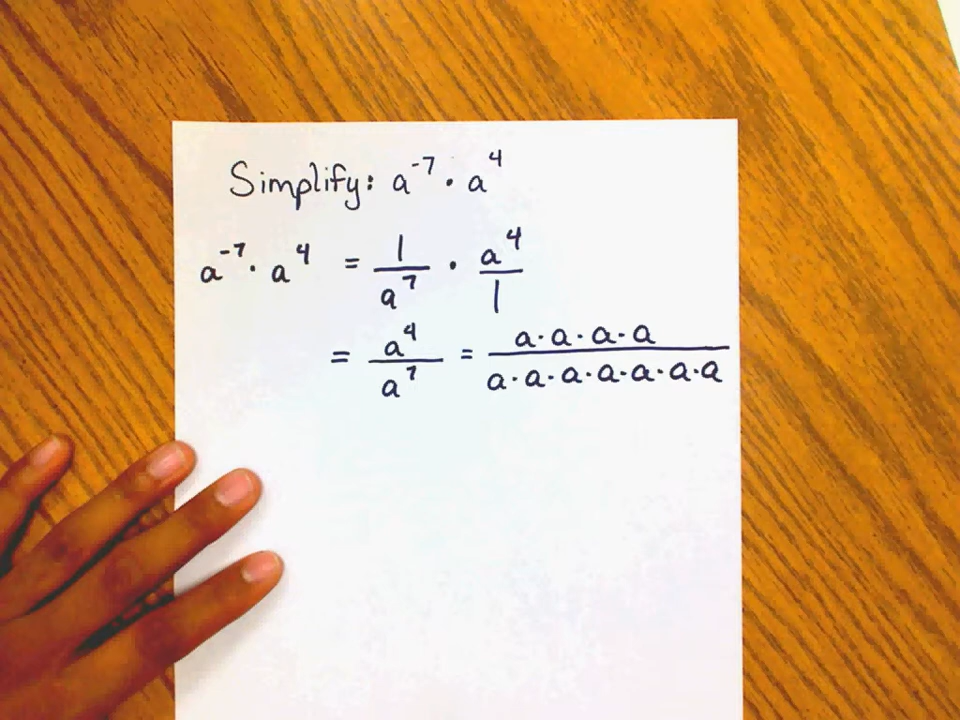 Simplify: a⁻⁷ · a⁴
a⁻⁷ · a⁴ = 1/a⁷ · a⁴/1
= a⁴/a⁷ = a·a·a·a/a·a·a·a·a·a·a